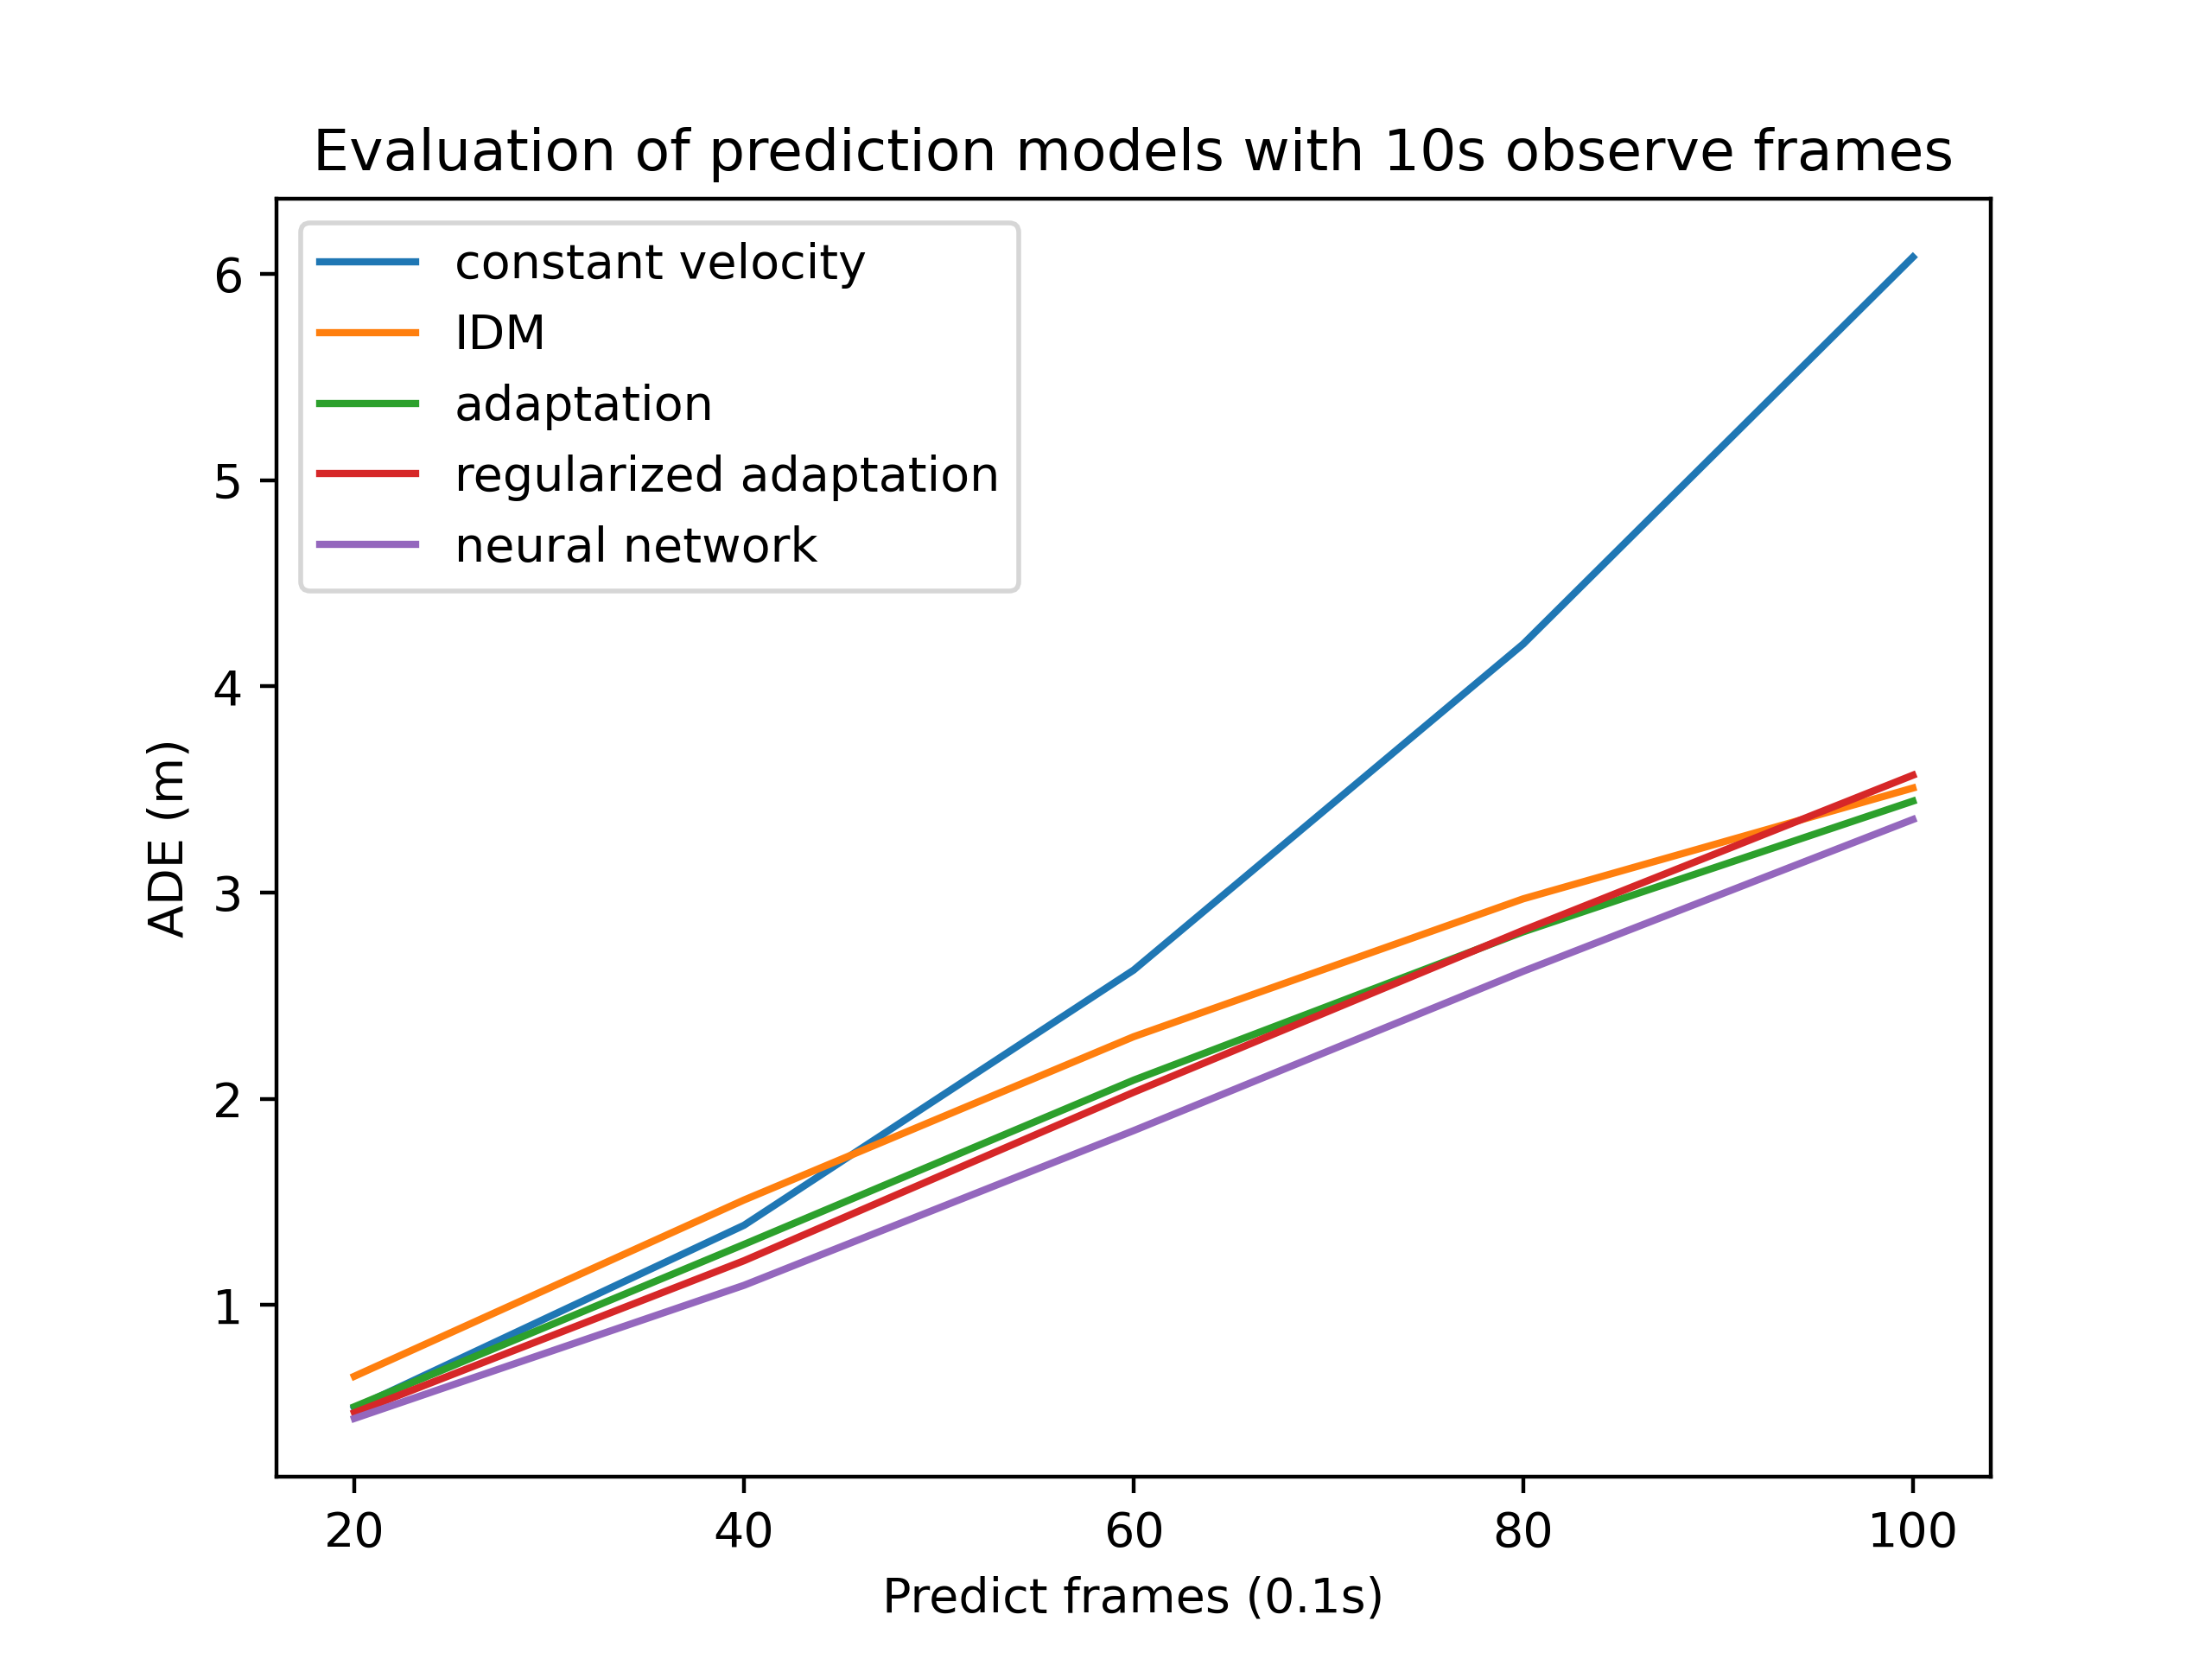 Evaluation of prediction models with 10s observe frames
constant velocity
IDM
adaptation
regularized adaptation
neural network
6
5
4
3
2
1
ADE (m)
20 40 60 80 100
Predict frames (0.1s)